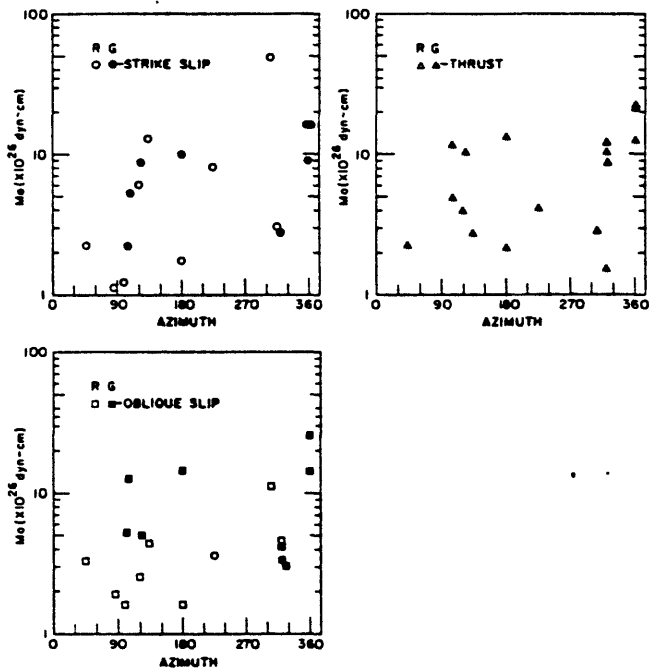 100
R G
STRIKE SLIP
10
Mo(X10^26 dyn-cm)
1
0 90 180 270 360
AZIMUTH
100
R G
THRUST
10
Mo(X10^26 dyn-cm)
1
0 90 180 270 360
AZIMUTH
100
R G
OBLIQUE SLIP
10
Mo(X10^26 dyn-cm)
1
0 90 180 270 360
AZIMUTH